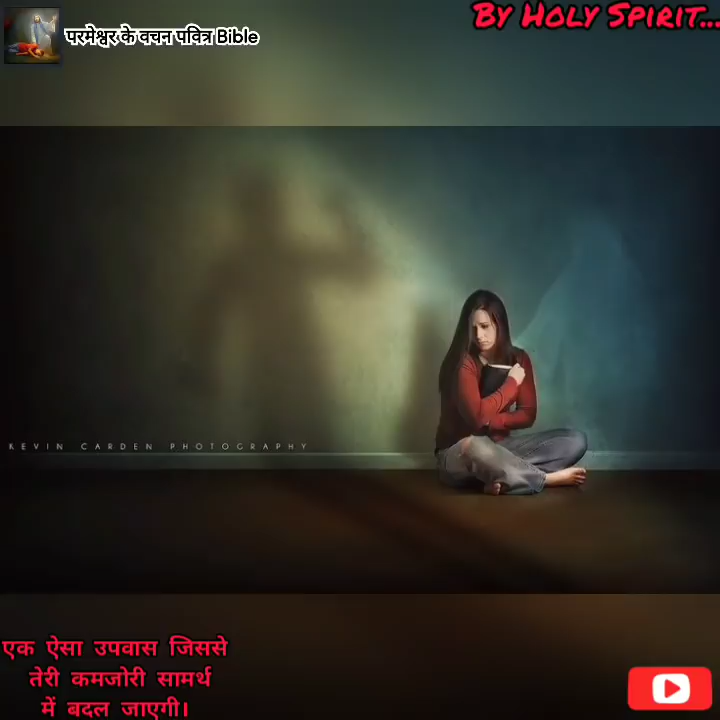 परमेश्वर के वचन पवित्र Bible
By Holy Spirit...
KEVIN CARDEN PHOTOGRAPHY
एक ऐसा उपवास जिससे
तेरी कमजोरी सामर्थ
में बदल जाएगी।